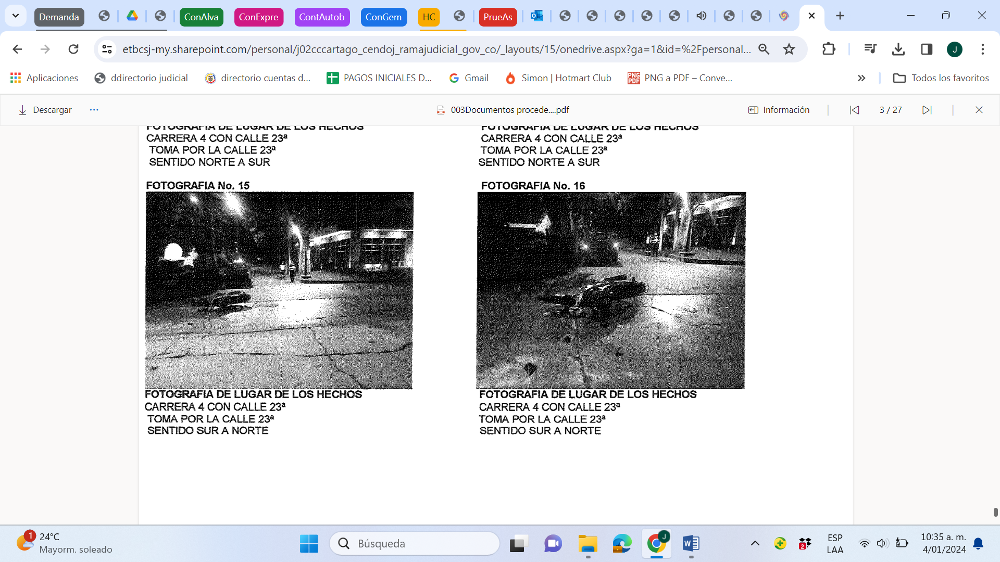 Demanda
ConAlva
ConExpre
ContAutob
ConGem
HC
PrueAs
etbcsj-my.sharepoint.com/personal/j02cccartago_cendoj_ramajudicial_gov_co/_layouts/15/onedrive.aspx?ga=1&id=%2Fpersonal...
J
Aplicaciones
ddirectorio judicial
directorio cuentas d...
PAGOS INICIALES D...
Gmail
Simon | Hotmart Club
PNG PDF
PNG a PDF – Conve...
Todos los favoritos
Descargar
003Documentos procede....pdf
Información
3 / 27
FOTOGRAFIA DE LUGAR DE LOS HECHOS
CARRERA 4 CON CALLE 23ª
TOMA POR LA CALLE 23ª
SENTIDO NORTE A SUR
FOTOGRAFIA DE LUGAR DE LOS HECHOS
CARRERA 4 CON CALLE 23ª
TOMA POR LA CALLE 23ª
SENTIDO NORTE A SUR
FOTOGRAFIA No. 15
FOTOGRAFIA No. 16
FOTOGRAFIA DE LUGAR DE LOS HECHOS
CARRERA 4 CON CALLE 23ª
TOMA POR LA CALLE 23ª
SENTIDO SUR A NORTE
FOTOGRAFIA DE LUGAR DE LOS HECHOS
CARRERA 4 CON CALLE 23ª
TOMA POR LA CALLE 23ª
SENTIDO SUR A NORTE
1
24°C
Mayorm. soleado
Búsqueda
J
W
2
ESP
LAA
10:35 a. m.
4/01/2024